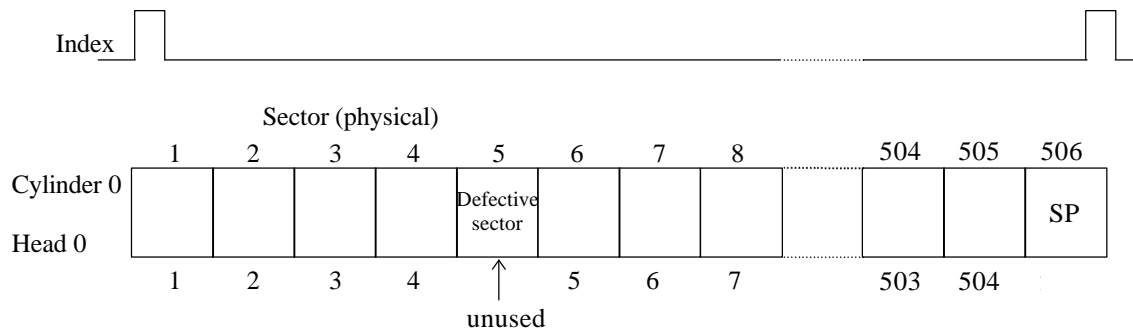 Index
Sector (physical)
1 2 3 4 5 6 7 8 504 505 506
Cylinder 0
Defective
sector
SP
Head 0
1 2 3 4 5 6 7 503 504
unused